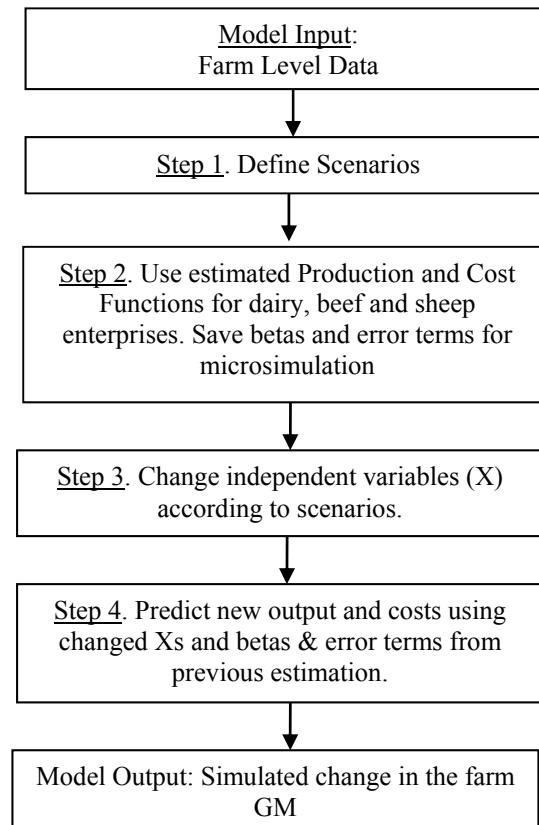 Model Input:
Farm Level Data
Step 1. Define Scenarios
Step 2. Use estimated Production and Cost
Functions for dairy, beef and sheep
enterprises. Save betas and error terms for
microsimulation
Step 3. Change independent variables (X)
according to scenarios.
Step 4. Predict new output and costs using
changed Xs and betas & error terms from
previous estimation.
Model Output: Simulated change in the farm
GM